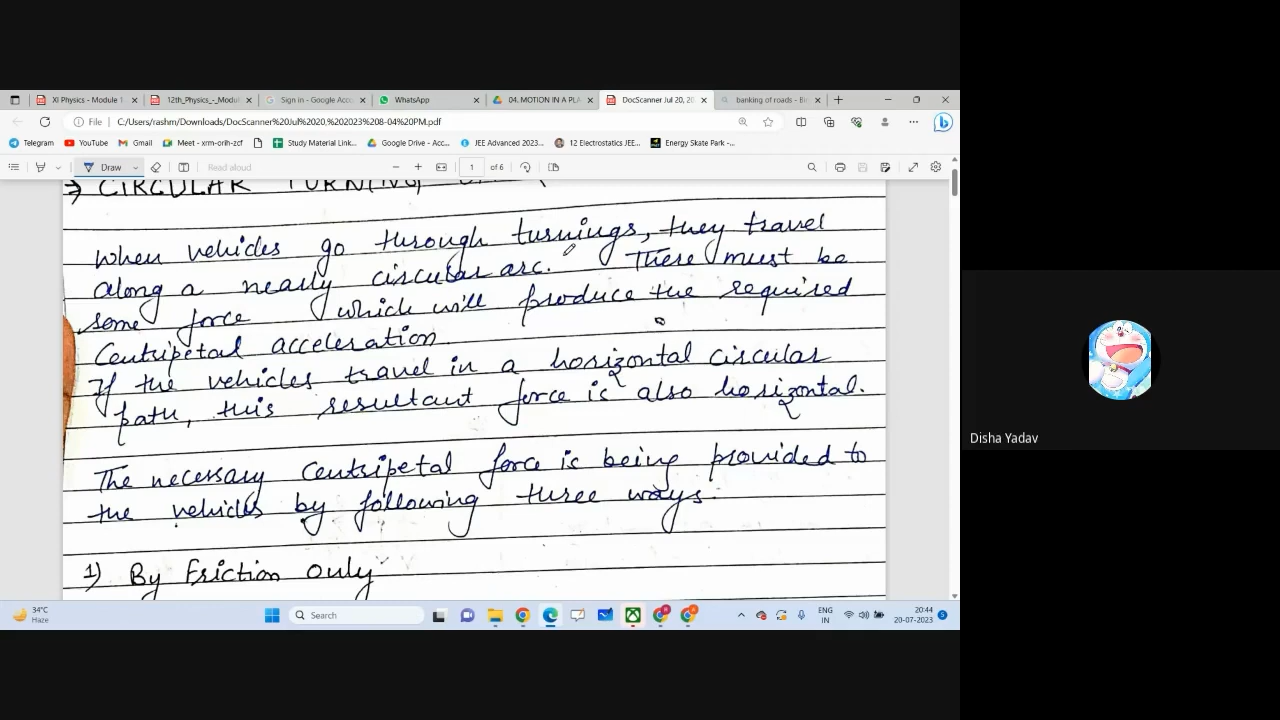 XI Physics - Module 1
12th_Physics_-_Modul
Sign in - Google Acco
WhatsApp
04. MOTION IN A PLA
DocScanner Jul 20, 20
banking of roads - Bi
File
C:/Users/rashm/Downloads/DocScanner%20Jul%2020,%202023%208-04%20PM.pdf
Telegram
YouTube
Gmail
Meet - xrm-orih-zcf
Study Material Link...
Google Drive - Acc...
JEE Advanced 2023...
12 Electrostatics JEE...
Energy Skate Park -...
Draw
Read aloud
1
of 6
⇒ CIRCULAR TURNING
When vehicles go through turnings, they travel
along a nearly circular arc. There must be
some force which will produce the required
Centripetal acceleration.
If the vehicles travel in a horizontal circular
path, this resultant force is also horizontal.
The necessary Centripetal force is being provided to
the vehicles by following three ways.
1) By Friction Only
Disha Yadav
34°C
Haze
Search
ENG
IN
20:44
20-07-2023